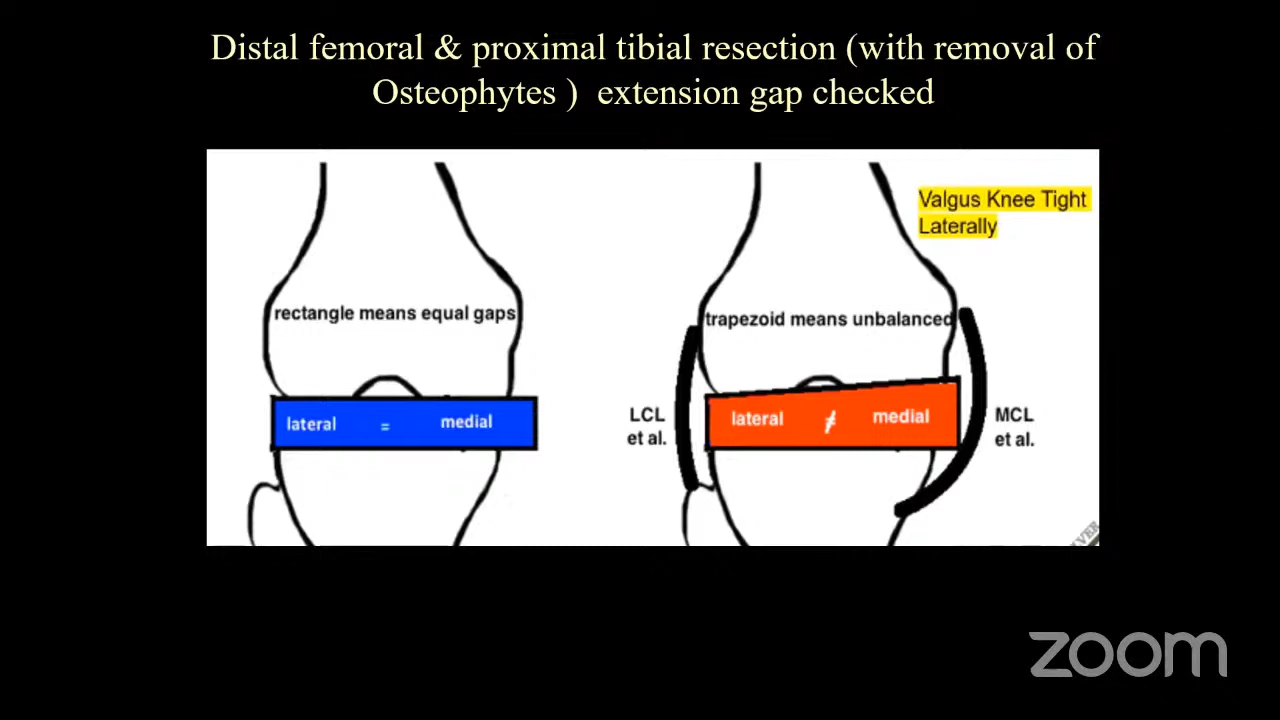 Distal femoral & proximal tibial resection (with removal of
Osteophytes ) extension gap checked
Valgus Knee Tight
Laterally
rectangle means equal gaps
trapezoid means unbalanced
lateral = medial
lateral ≠ medial
LCL
et al.
MCL
et al.
zoom